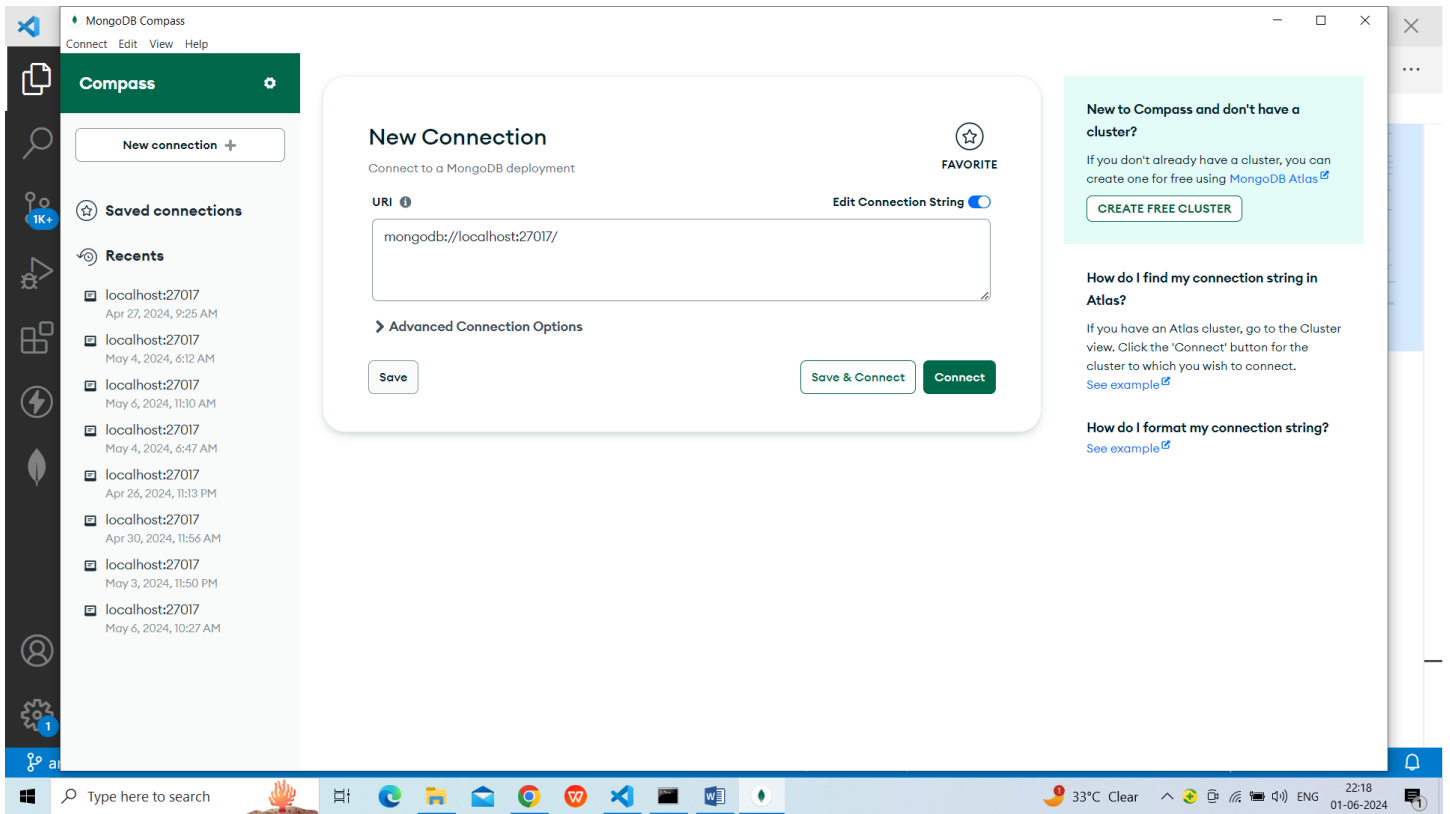 MongoDB Compass
Connect Edit View Help
Compass
New connection
Saved connections
Recents
localhost:27017
Apr 27, 2024, 9:25 AM
localhost:27017
May 4, 2024, 6:12 AM
localhost:27017
May 6, 2024, 11:10 AM
localhost:27017
May 4, 2024, 6:47 AM
localhost:27017
Apr 26, 2024, 11:13 PM
localhost:27017
Apr 30, 2024, 11:56 AM
localhost:27017
May 3, 2024, 11:50 PM
localhost:27017
May 6, 2024, 10:27 AM
New Connection
Connect to a MongoDB deployment
FAVORITE
URI
Edit Connection String
mongodb://localhost:27017/
Advanced Connection Options
Save
Save & Connect
Connect
New to Compass and don't have a
cluster?
If you don't already have a cluster, you can
create one for free using MongoDB Atlas
CREATE FREE CLUSTER
How do I find my connection string in
Atlas?
If you have an Atlas cluster, go to the Cluster
view. Click the 'Connect' button for the
cluster to which you wish to connect.
See example
How do I format my connection string?
See example
1K+
1
Type here to search
1
33°C Clear
ENG
22:18
01-06-2024
1